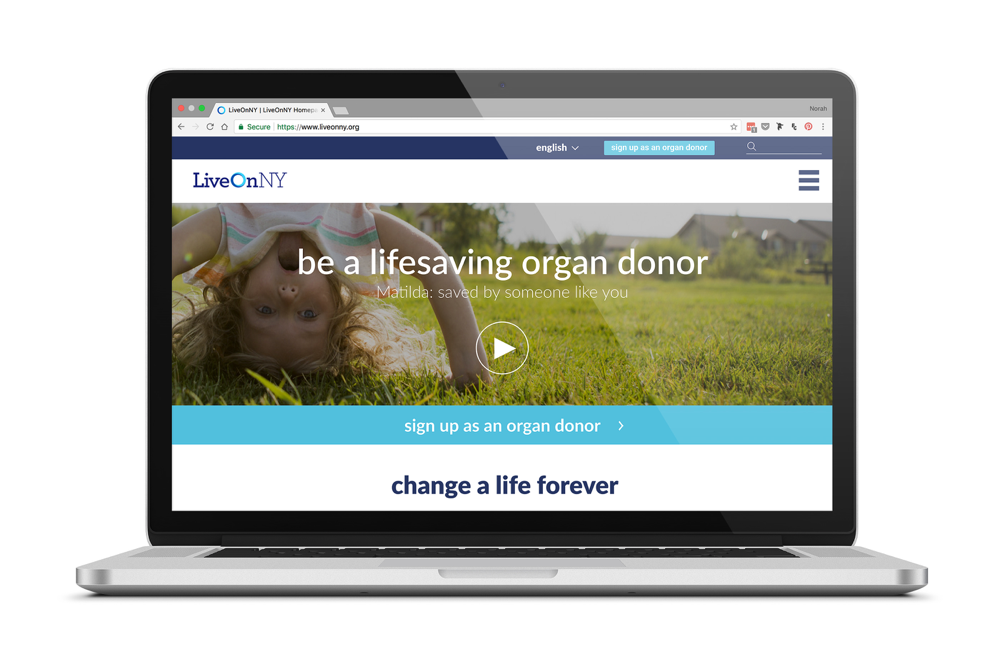 LiveOnNY | LiveOnNY Homepa
Norah
Secure https://www.liveonny.org
english
sign up as an organ donor
LiveOnNY
be a lifesaving organ donor
Matilda: saved by someone like you
sign up as an organ donor
change a life forever